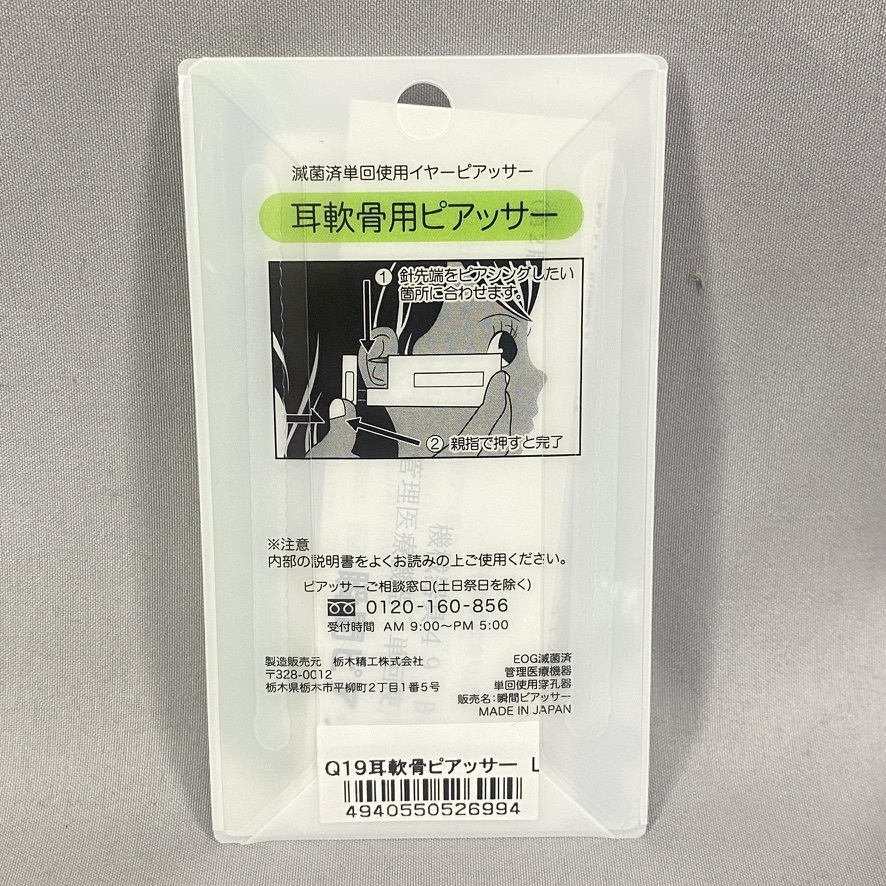 滅菌済単回使用イヤーピアッサー
耳軟骨用ピアッサー
① 針先端をピアシングしたい
箇所に合わせます。
② 親指で押すと完了
※注意
内部の説明書をよくお読みの上ご使用ください。
ピアッサーご相談窓口(土日祭日を除く)
0120-160-856
受付時間 AM 9:00〜PM 5:00
製造販売元 栃木精工株式会社
〒328-0012
栃木県栃木市平柳町2丁目1番5号
EOG滅菌済
管理医療機器
単回使用穿孔器
販売名:瞬間ピアッサー
MADE IN JAPAN
Q19耳軟骨ピアッサー L
4940550526994